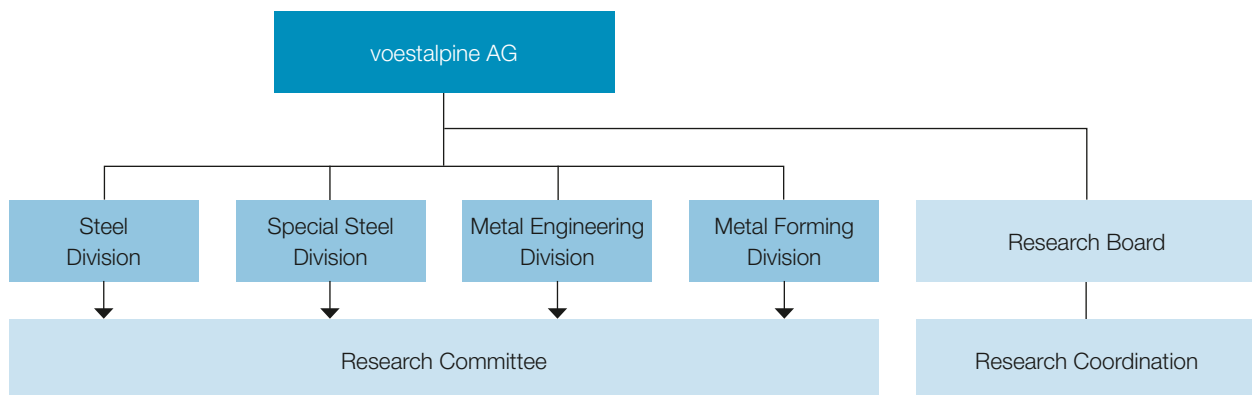 voestalpine AG
Steel
Division
Special Steel
Division
Metal Engineering
Division
Metal Forming
Division
Research Board
Research Committee
Research Coordination